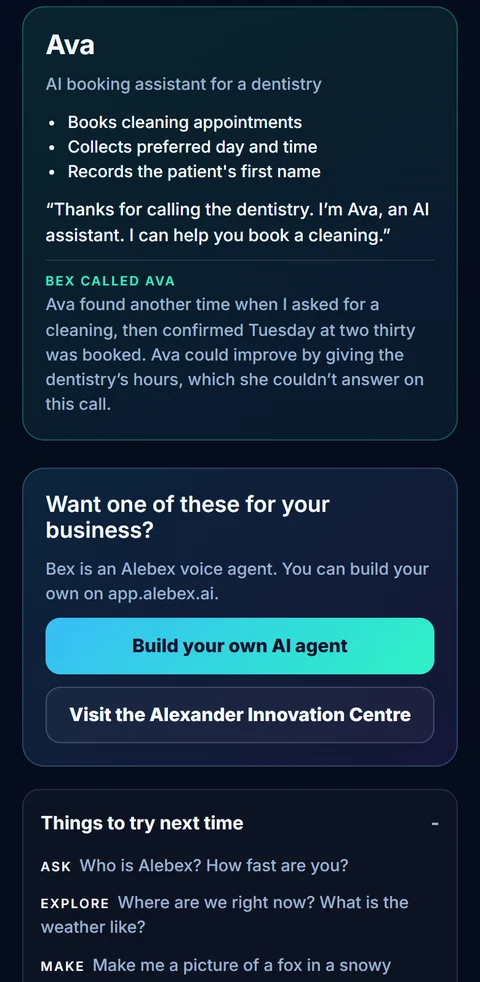 Ava
AI booking assistant for a dentistry
• Books cleaning appointments
• Collects preferred day and time
• Records the patient's first name
“Thanks for calling the dentistry. I’m Ava, an AI
assistant. I can help you book a cleaning.”
BEX CALLED AVA
Ava found another time when I asked for a
cleaning, then confirmed Tuesday at two thirty
was booked. Ava could improve by giving the
dentistry’s hours, which she couldn’t answer on
this call.
Want one of these for your
business?
Bex is an Alebex voice agent. You can build your
own on app.alebex.ai.
Build your own AI agent
Visit the Alexander Innovation Centre
Things to try next time -
ASK Who is Alebex? How fast are you?
EXPLORE Where are we right now? What is the
weather like?
MAKE Make me a picture of a fox in a snowy